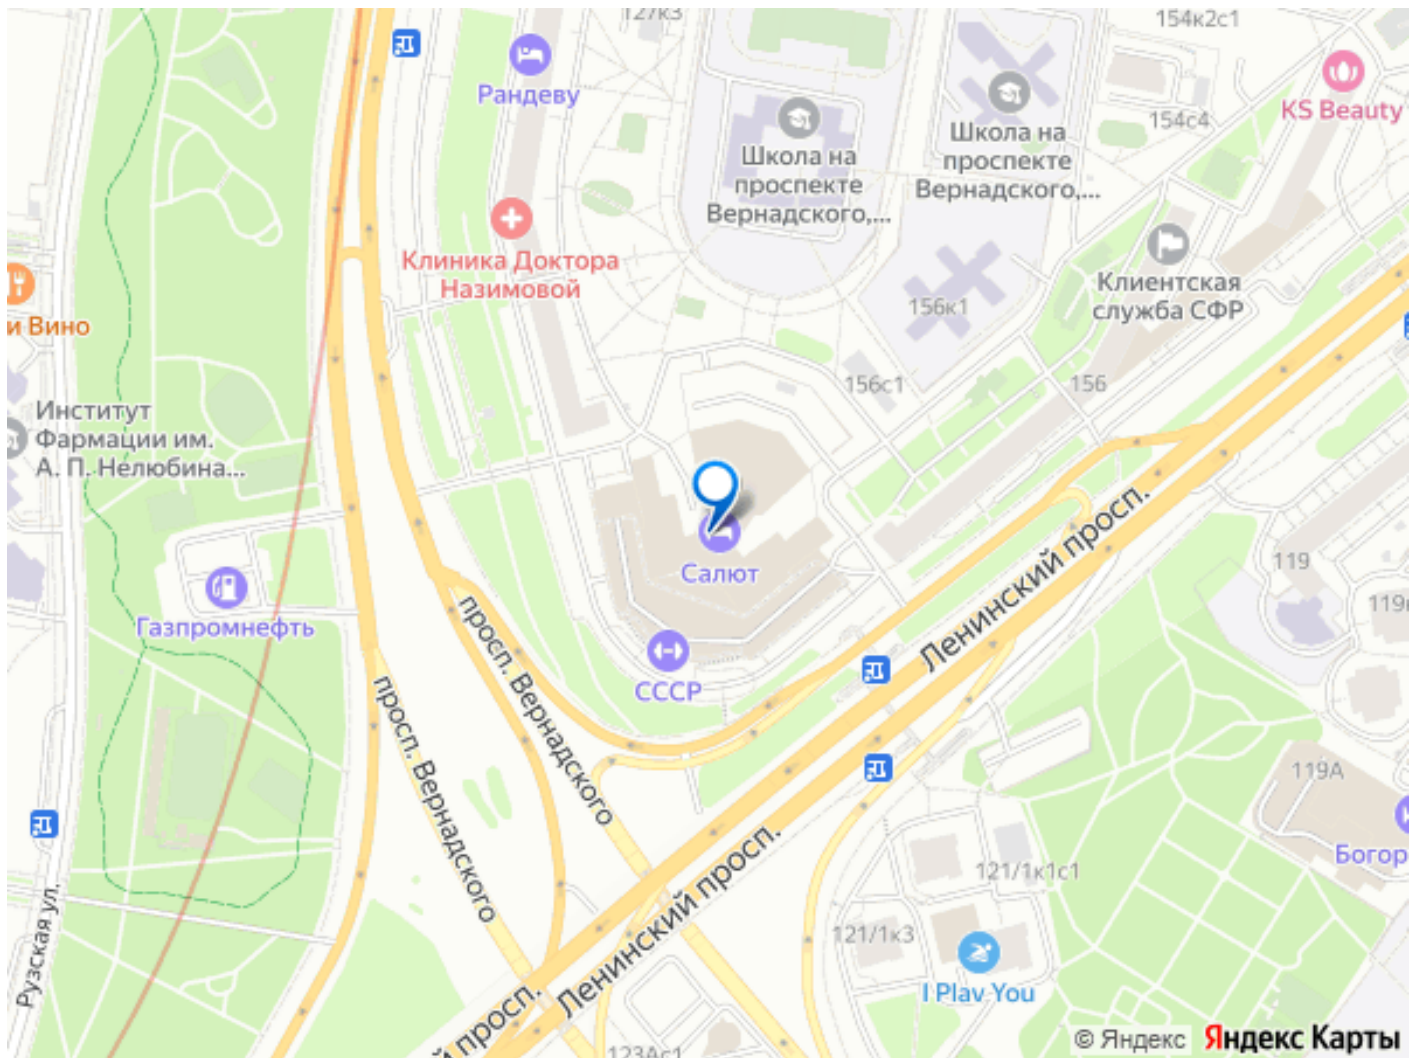 127к3
154к2с1
Рандеву
KS Beauty
154с4
Школа на
проспекте
Вернадского,...
Школа на
проспекте
Вернадского,...
Клиника Доктора
Назимовой
Клиентская
служба СФР
156к1
и Вино
156с1
156
Институт
Фармации им.
А. П. Нелюбина...
Ленинский просп.
Салют
119
Газпромнефть
просп. Вернадского
СССР
просп. Вернадского
119А
Богор
Ленинский просп.
121/1к1с1
121/1к3
Рузская ул.
I Plav You
й просп.
123Ас1
© Яндекс Яндекс Карты